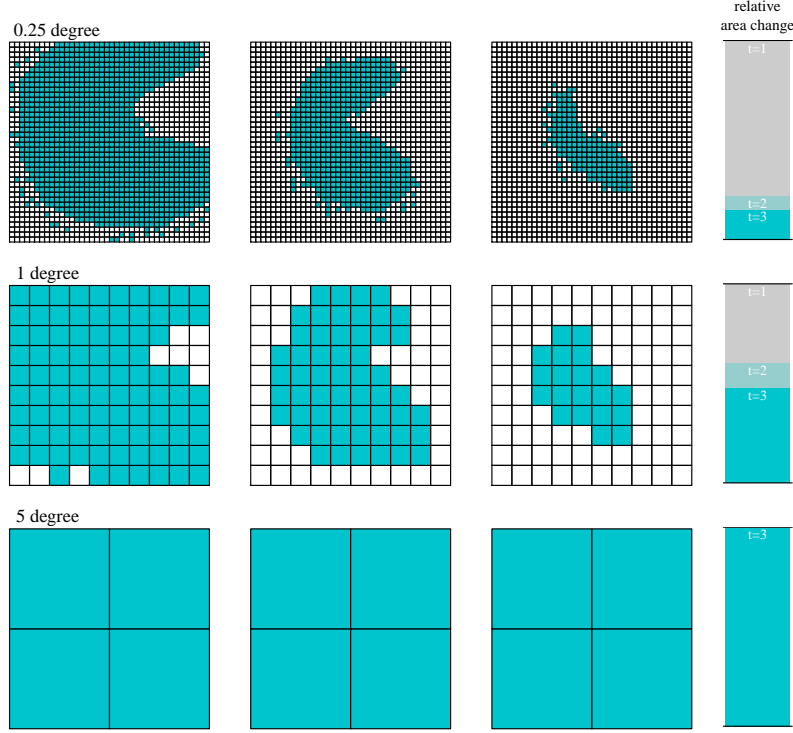 relative
area change
0.25 degree
t=1
t=2
t=3
1 degree
t=1
t=2
t=3
5 degree
t=3